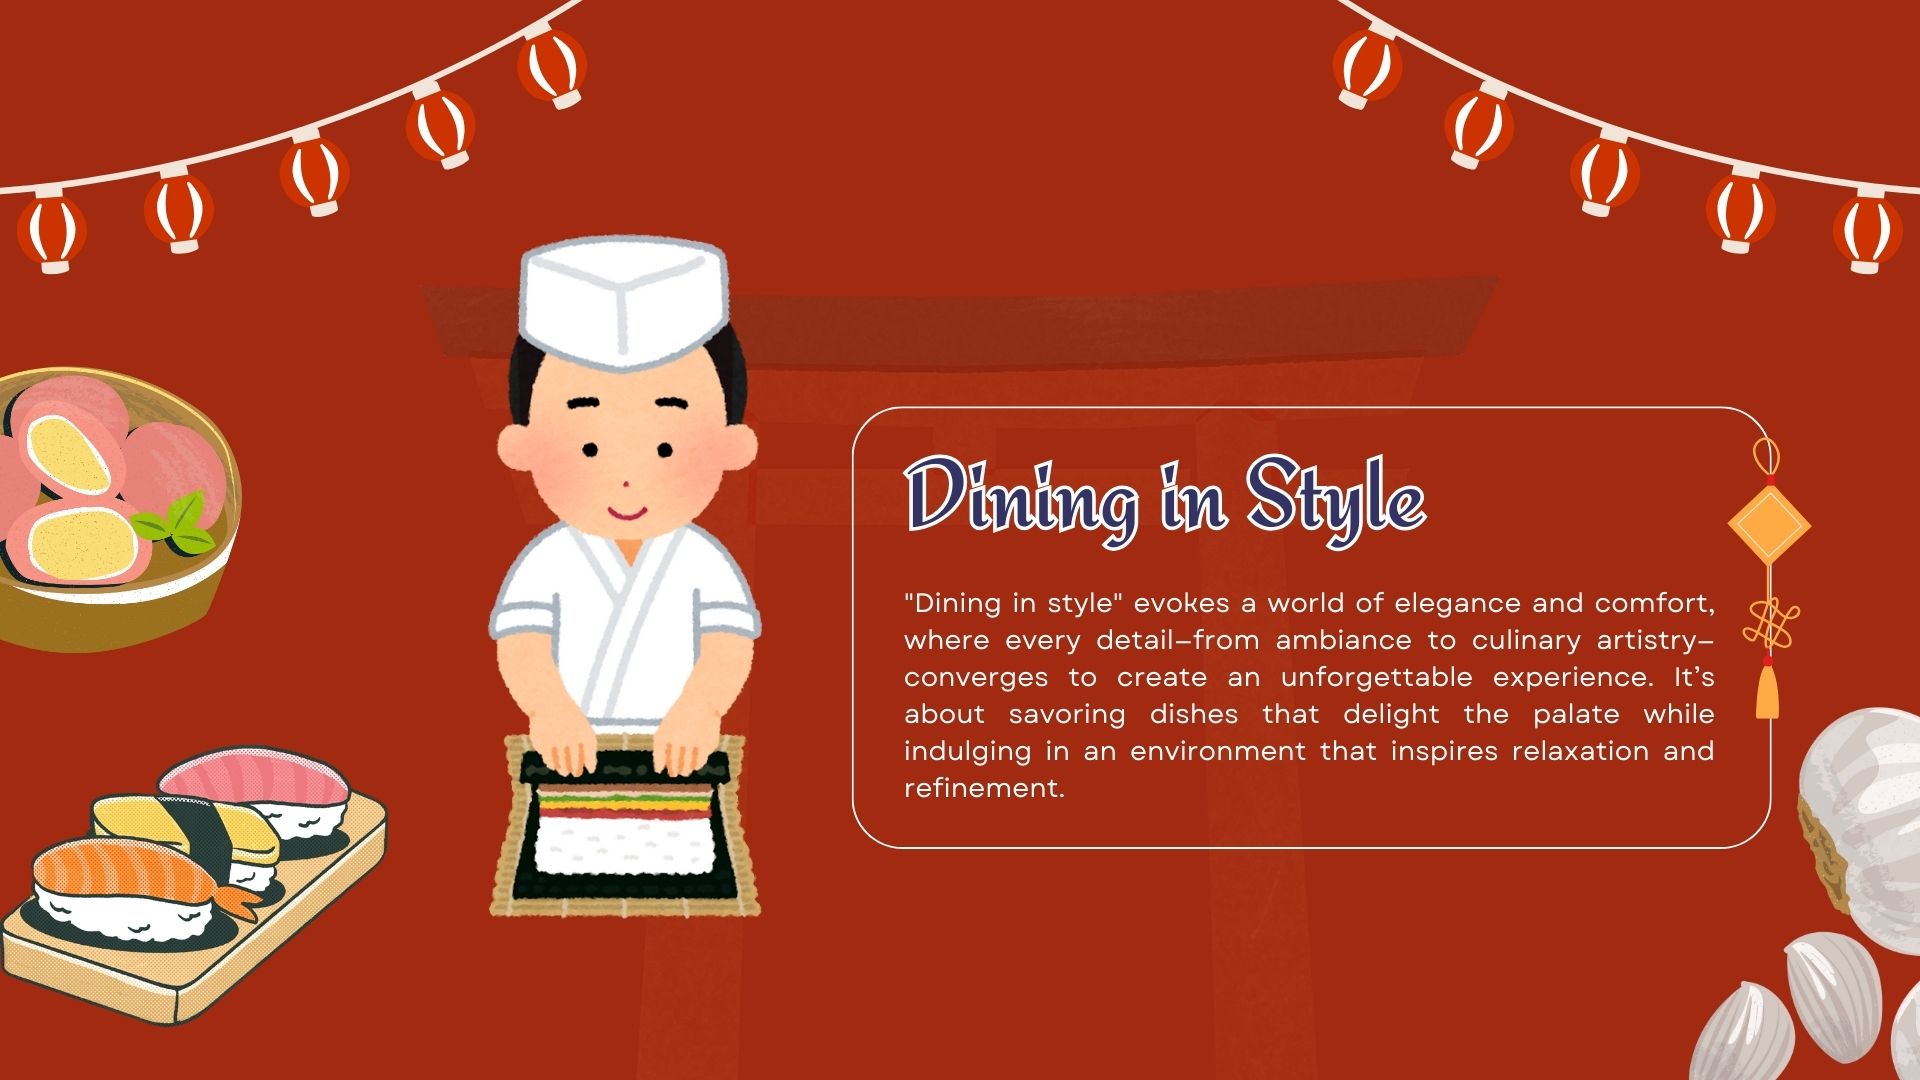 Dining in Style
"Dining in style" evokes a world of elegance and comfort,
where every detail—from ambiance to culinary artistry—
converges to create an unforgettable experience. It’s
about savoring dishes that delight the palate while
indulging in an environment that inspires relaxation and
refinement.